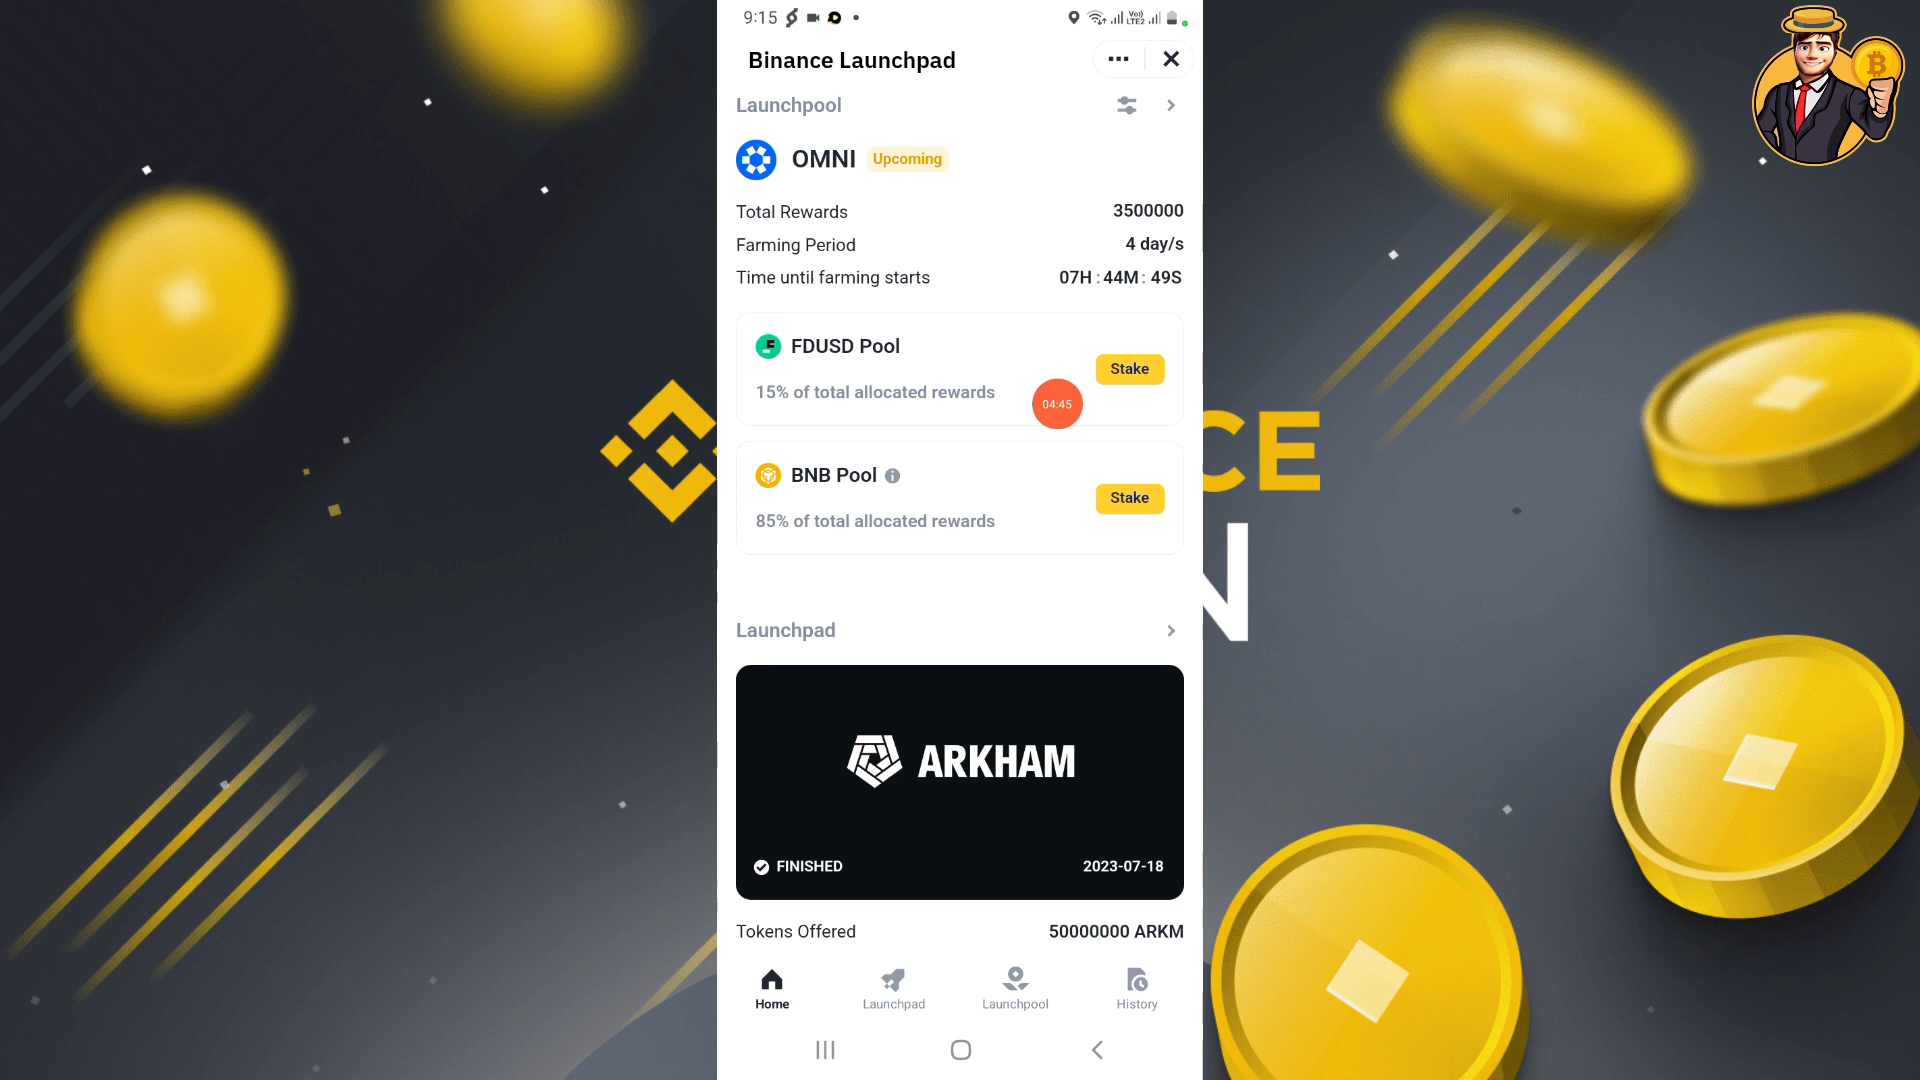 9:15
Vo))
LTE2
Binance Launchpad
Launchpool
OMNI Upcoming
Total Rewards 3500000
Farming Period 4 day/s
Time until farming starts 07H : 44M : 49S
FDUSD Pool
Stake
15% of total allocated rewards
04:45
BNB Pool
Stake
85% of total allocated rewards
CE
N
Launchpad
ARKHAM
FINISHED 2023-07-18
Tokens Offered 50000000 ARKM
Home Launchpad Launchpool History